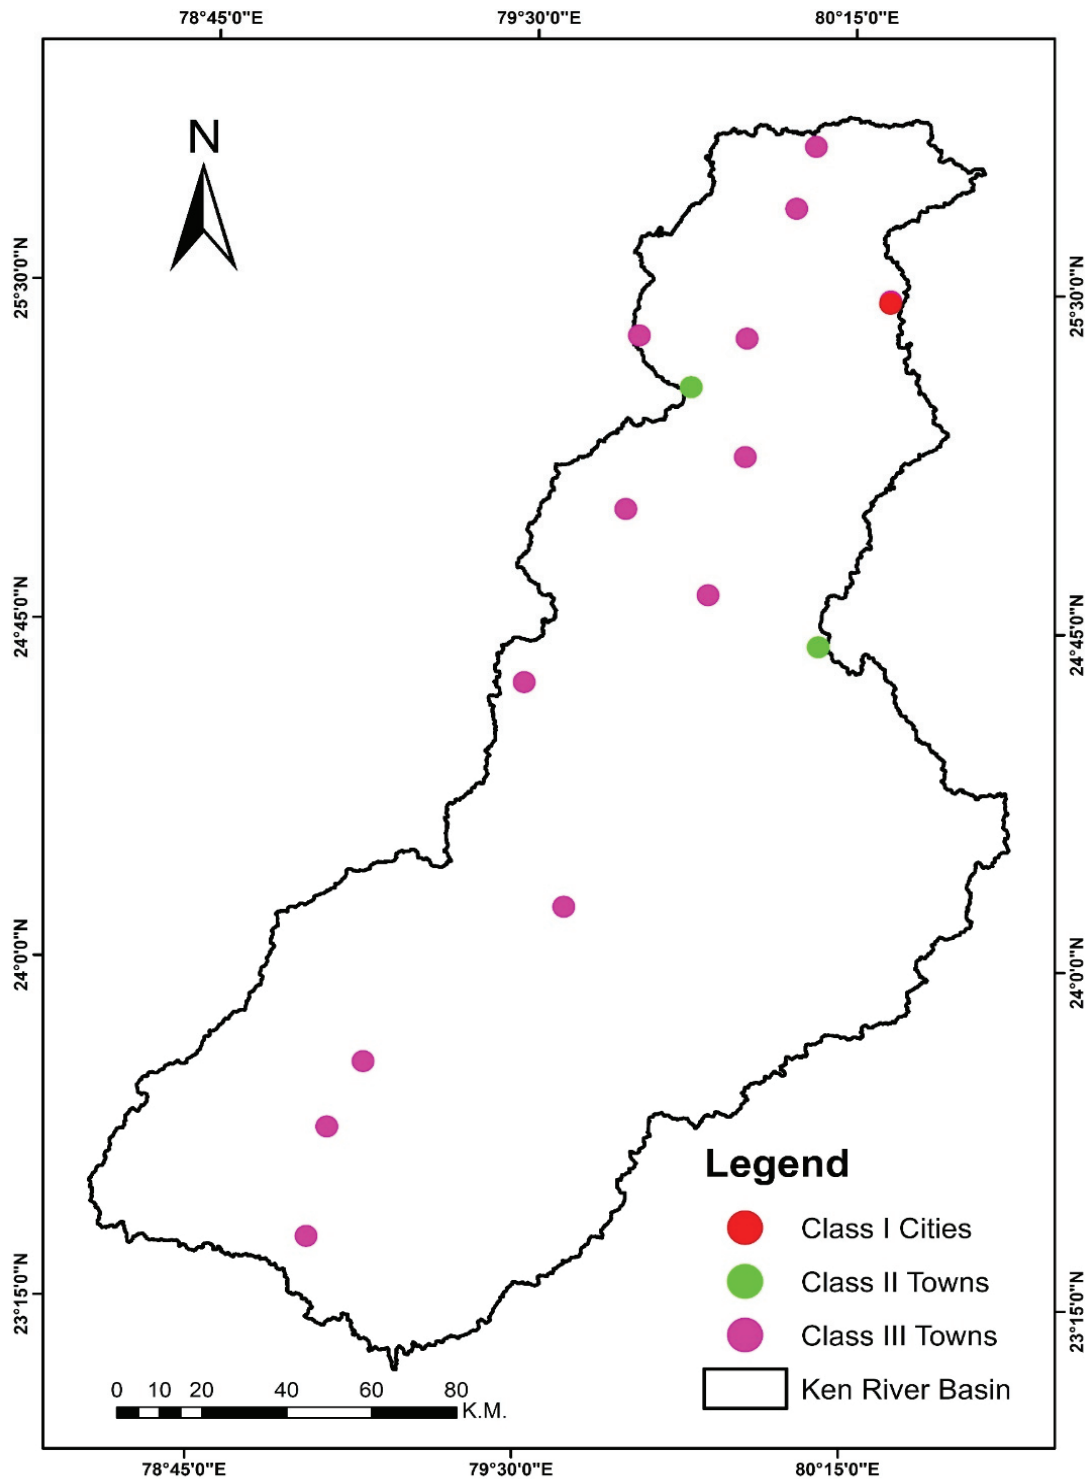 78°45'0"E 79°30'0"E 80°15'0"E
N
25°30'0"N 25°30'0"N
24°45'0"N 24°45'0"N
24°0'0"N 24°0'0"N
23°15'0"N 23°15'0"N
Legend
Class I Cities
Class II Towns
Class III Towns
Ken River Basin
0 10 20 40 60 80
K.M.
78°45'0"E 79°30'0"E 80°15'0"E